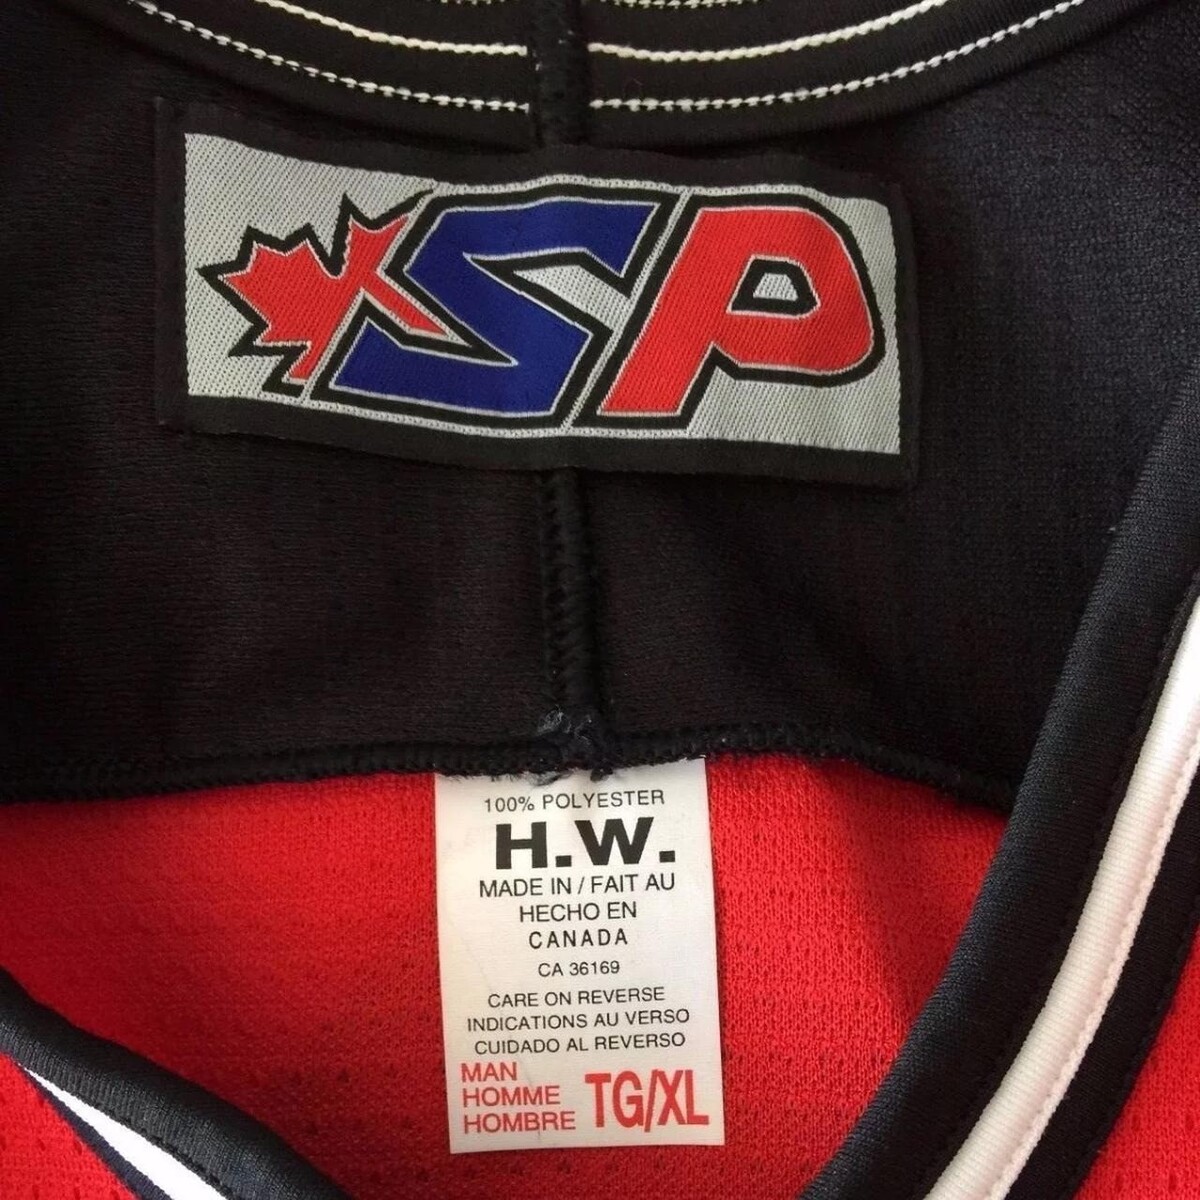 SP
100% POLYESTER
H.W.
MADE IN / FAIT AU
HECHO EN
CANADA
CA 36169
CARE ON REVERSE
INDICATIONS AU VERSO
CUIDADO AL REVERSO
MAN
HOMME
HOMBRE
TG/XL